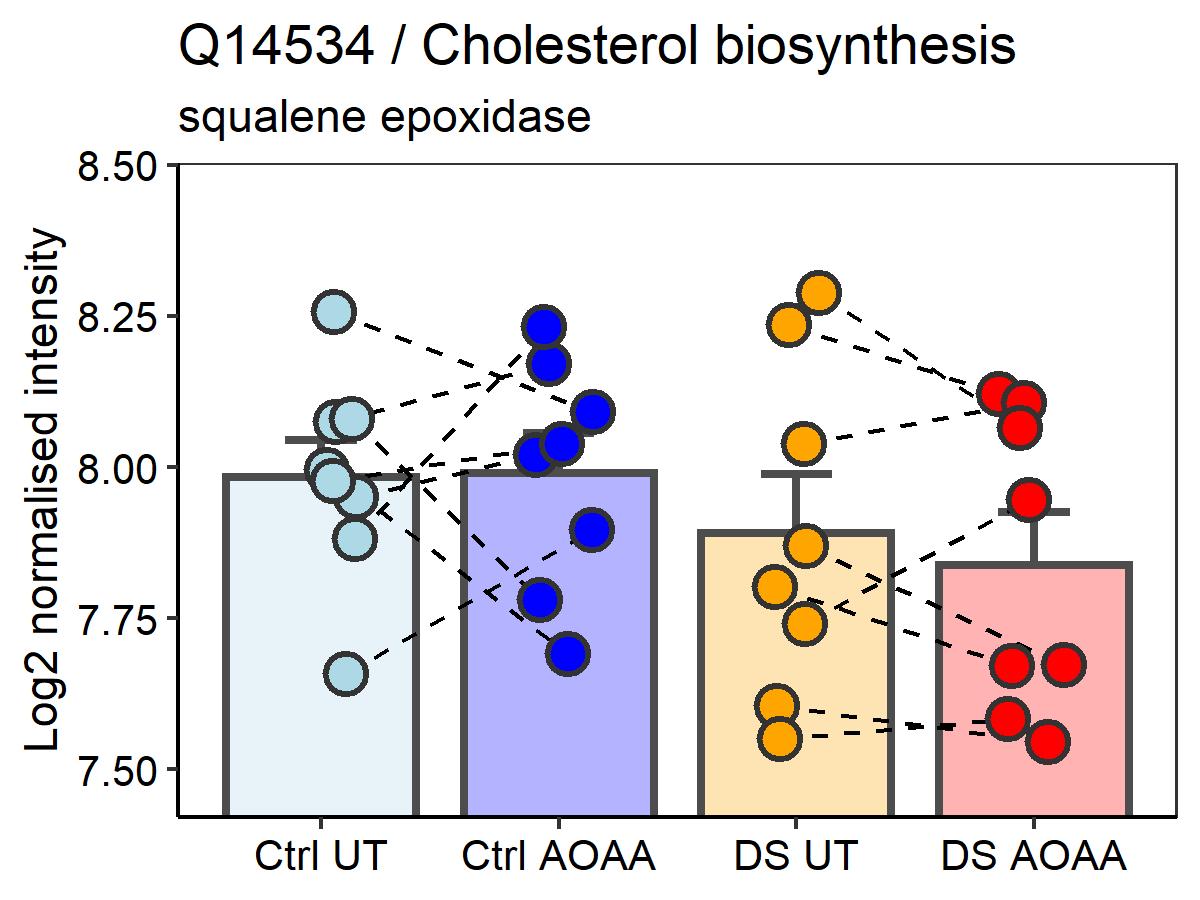 Q14534 / Cholesterol biosynthesis
squalene epoxidase
Log2 normalised intensity
8.50
8.25
8.00
7.75
7.50
Ctrl UT
Ctrl AOAA
DS UT
DS AOAA